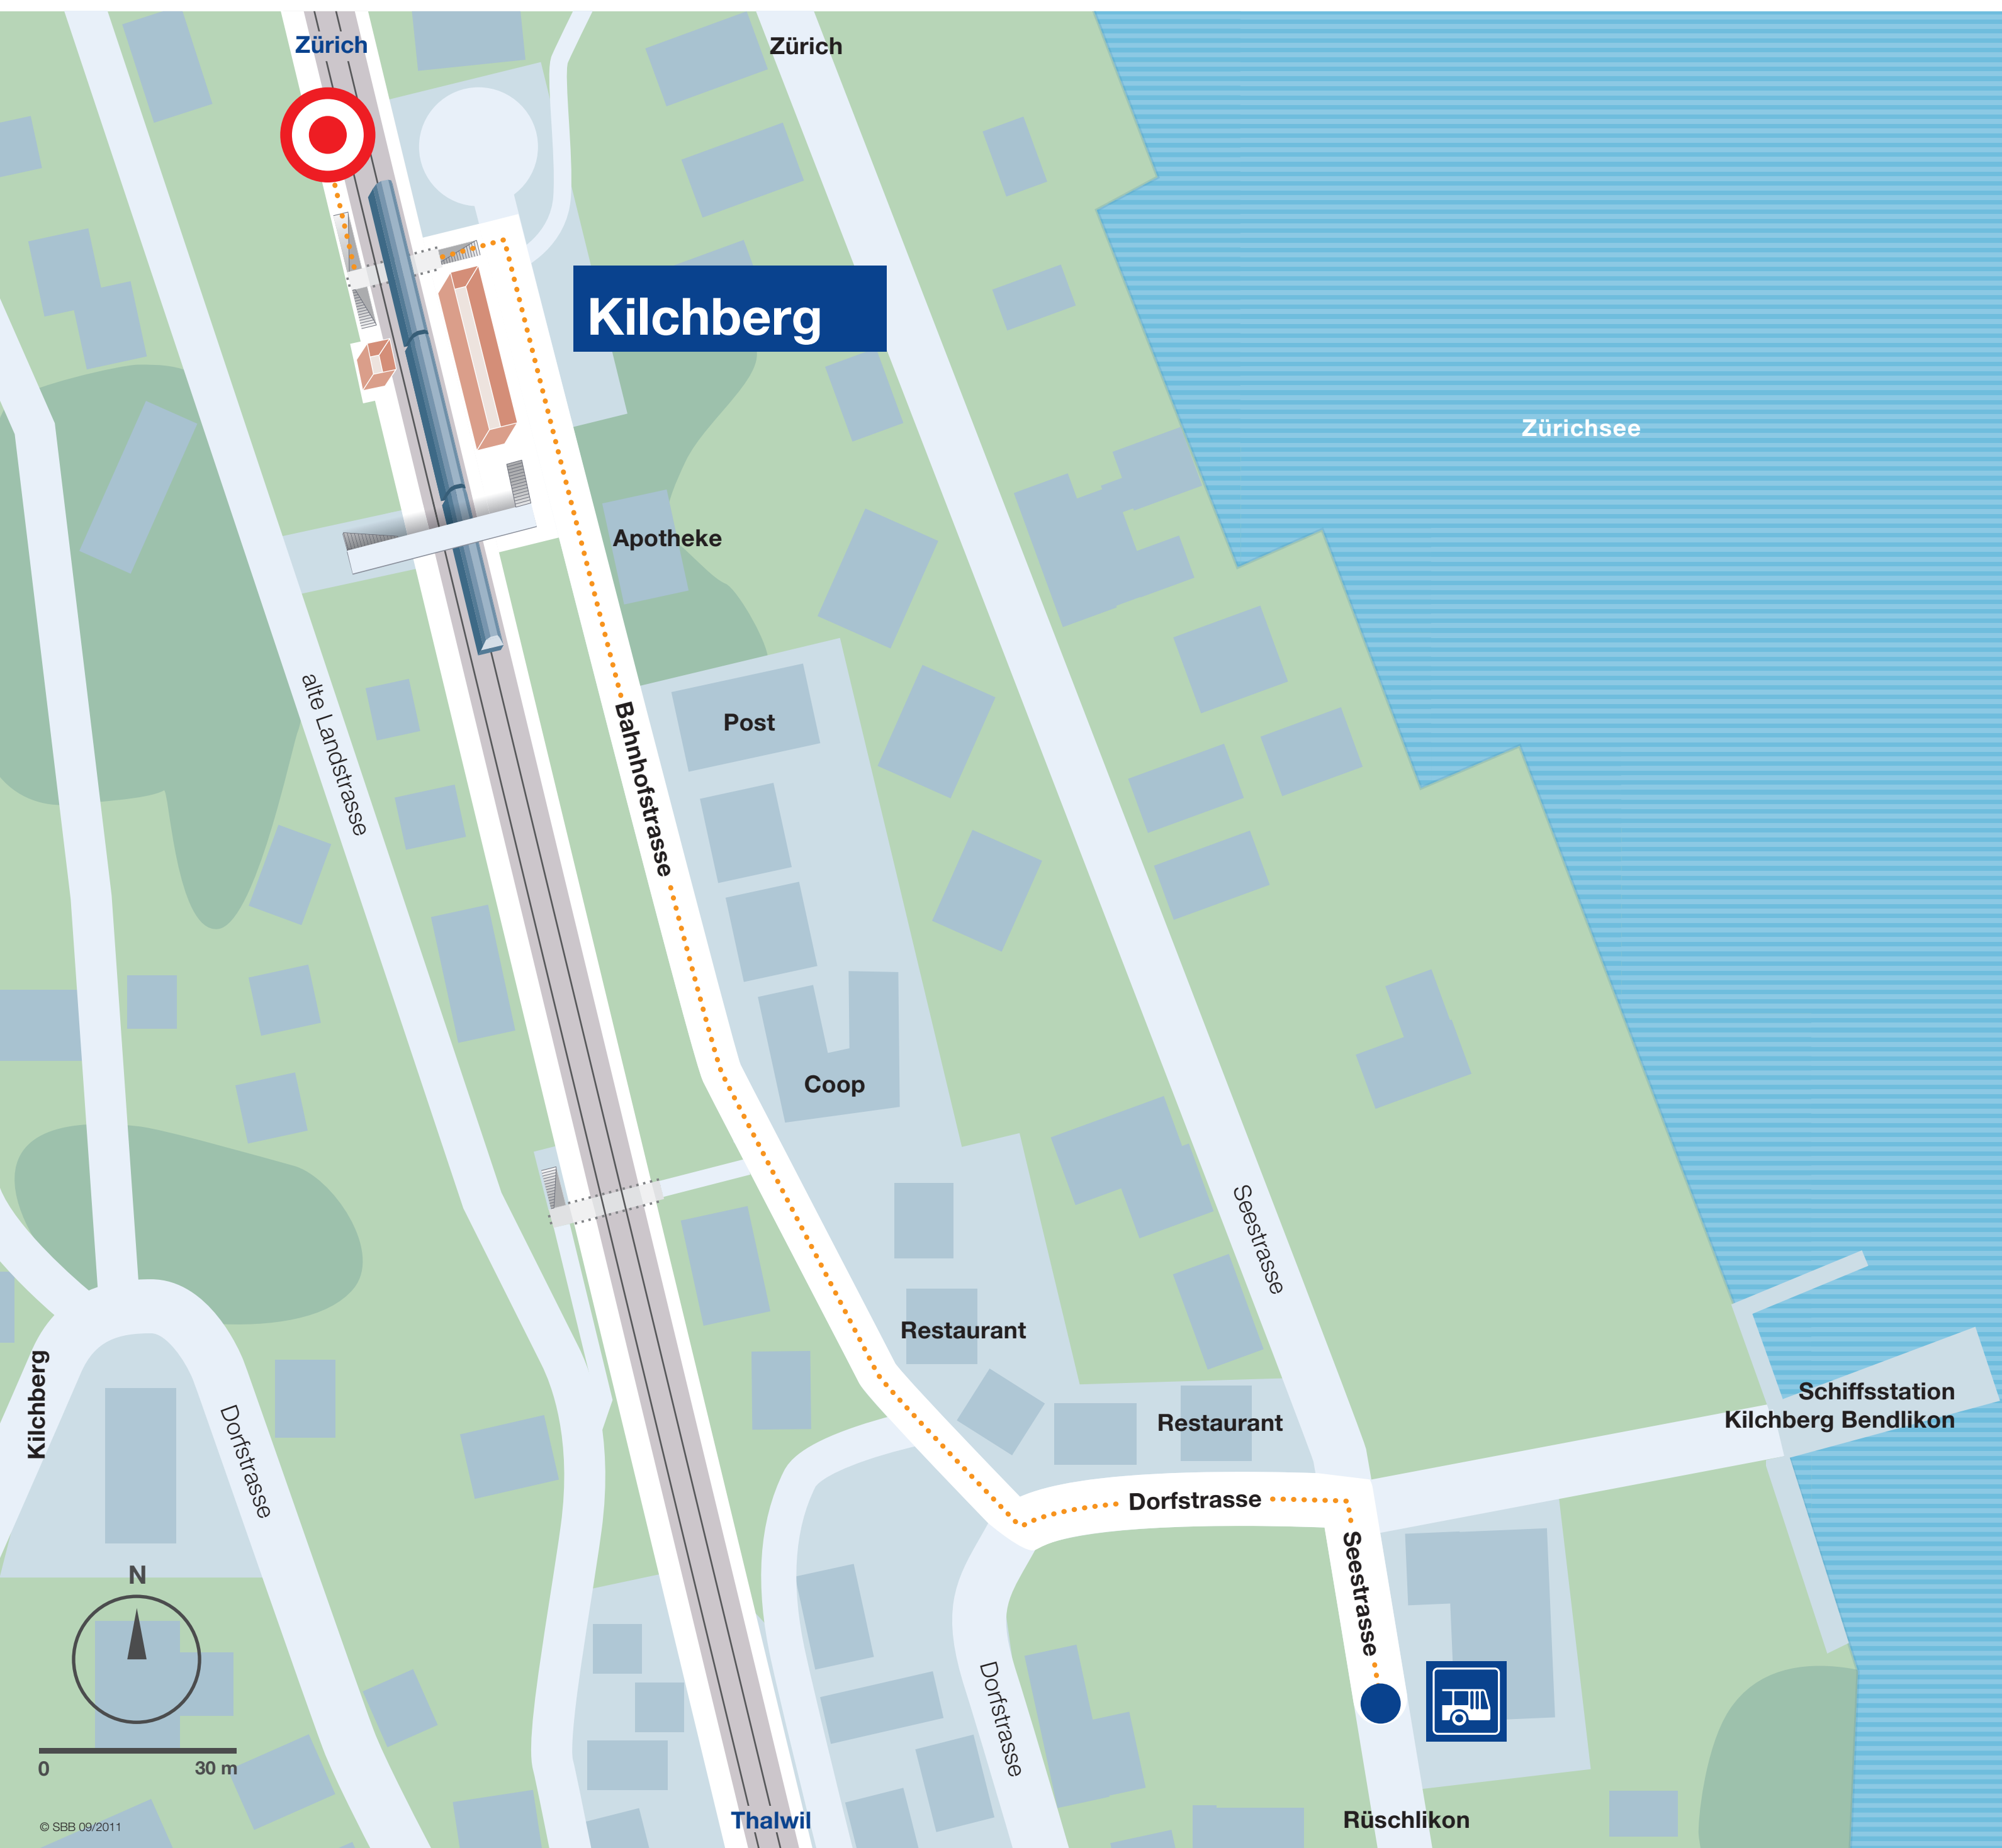 Zürich
Zürich
Kilchberg
Zürichsee
Apotheke
alte Landstrasse
Bahnhofstrasse
Post
Coop
Seestrasse
Restaurant
Kilchberg
Dorfstrasse
Schiffsstation
Kilchberg Bendlikon
Restaurant
Dorfstrasse
Seestrasse
N
Dorfstrasse
0
30 m
Thalwil
Rüschlikon
© SBB 09/2011